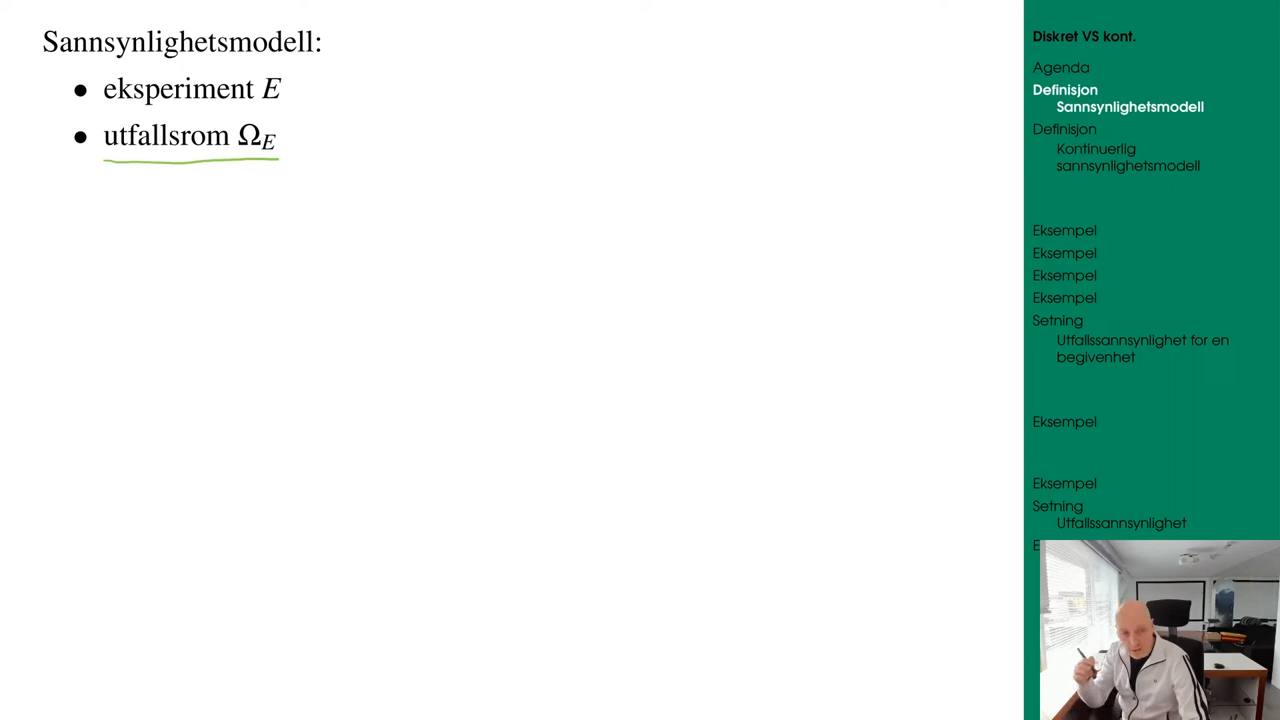 Sannsynlighetsmodell:
• eksperiment E
• utfallsrom Ω_E
Diskret VS kont.
Agenda
Definisjon
Sannsynlighetsmodell
Definisjon
Kontinuerlig
sannsynlighetsmodell
Eksempel
Eksempel
Eksempel
Eksempel
Setning
Utfallssannsynlighet for en
begivenhet
Eksempel
Eksempel
Setning
Utfallssannsynlighet